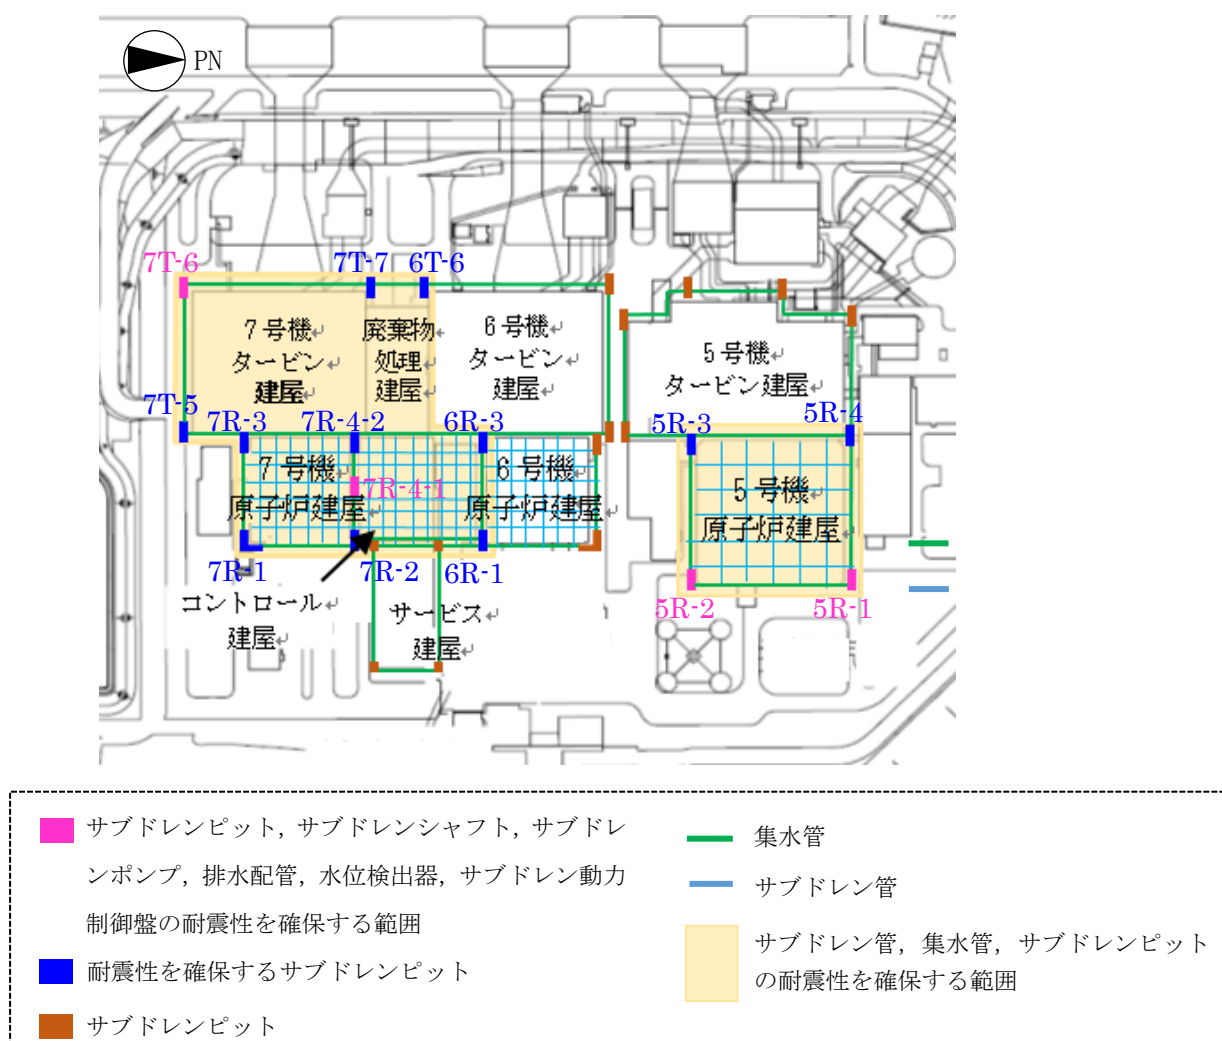 PN
7T-6
7T-7
6T-6
7号機↵
タービン↵
建屋↵
廃棄物↵
処理↵
建屋↵
6号機↵
タービン↵
建屋↵
5号機↵
タービン建屋↵
7T-5
7R-3
7R-4-2
6R-3
5R-3
5R-4
7号機↵
原子炉建屋↵
7R-4-1
6号機↵
原子炉建屋↵
5号機↵
原子炉建屋↵
7R-1
7R-2
6R-1
5R-2
5R-1
コントロール↵
建屋↵
サービス↵
建屋↵
サブドレンピット, サブドレンシャフト, サブドレ
ンポンプ, 排水配管, 水位検出器, サブドレン動力
制御盤の耐震性を確保する範囲
耐震性を確保するサブドレンピット
サブドレンピット
集水管
サブドレン管
サブドレン管, 集水管, サブドレンピット
の耐震性を確保する範囲